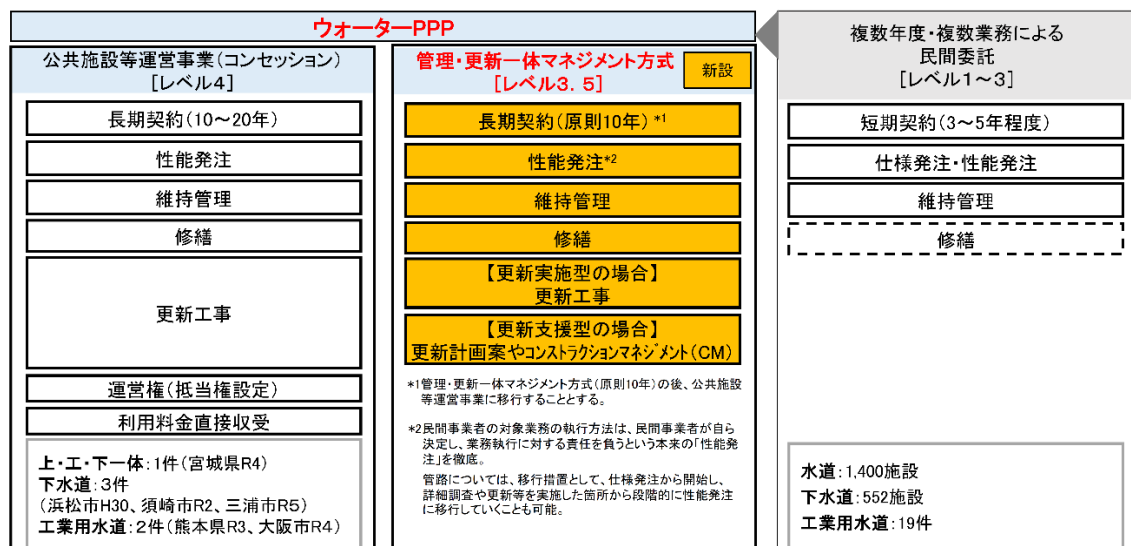 ウォーターPPP
公共施設等運営事業(コンセッション)
[レベル4]
長期契約(10~20年)
性能発注
維持管理
修繕
更新工事
運営権(抵当権設定)
利用料金直接収受
上・工・下一体:1件(宮城県R4)
下水道:3件
(浜松市H30、須崎市R2、三浦市R5)
工業用水道:2件(熊本県R3、大阪市R4)
管理・更新一体マネジメント方式
[レベル3.5]
新設
長期契約(原則10年)*1
性能発注*2
維持管理
修繕
【更新実施型の場合】
更新工事
【更新支援型の場合】
更新計画案やコンストラクションマネジメント(CM)
*1管理・更新一体マネジメント方式(原則10年)の後、公共施設
等運営事業に移行することとする。
*2民間事業者の対象業務の執行方法は、民間事業者が自ら
決定し、業務執行に対する責任を負うという本来の「性能発
注」を徹底。
管路については、移行措置として、仕様発注から開始し、
詳細調査や更新等を実施した箇所から段階的に性能発注
に移行していくことも可能。
複数年度・複数業務による
民間委託
[レベル1~3]
短期契約(3~5年程度)
仕様発注・性能発注
維持管理
修繕
水道:1,400施設
下水道:552施設
工業用水道:19件